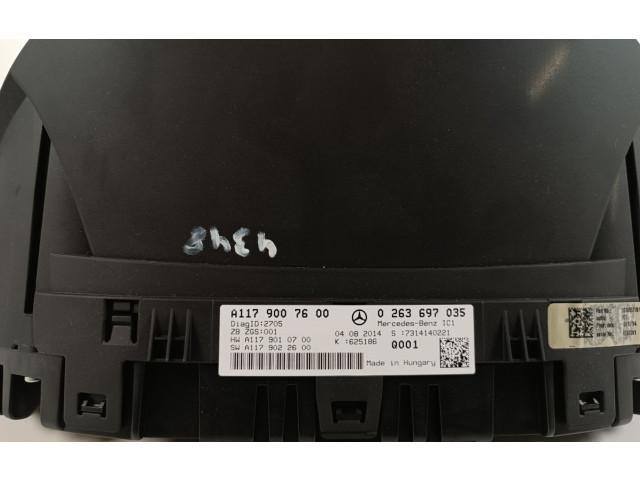 4348
A117 900 76 00 0 263 697 035
DiagID:2705 Mercedes-Benz IC1
ZB ZGS:001 04.08.2014 S :7314140221
HW A117 901 07 00 K :625186 0001
SW A117 902 26 00 Made in Hungary